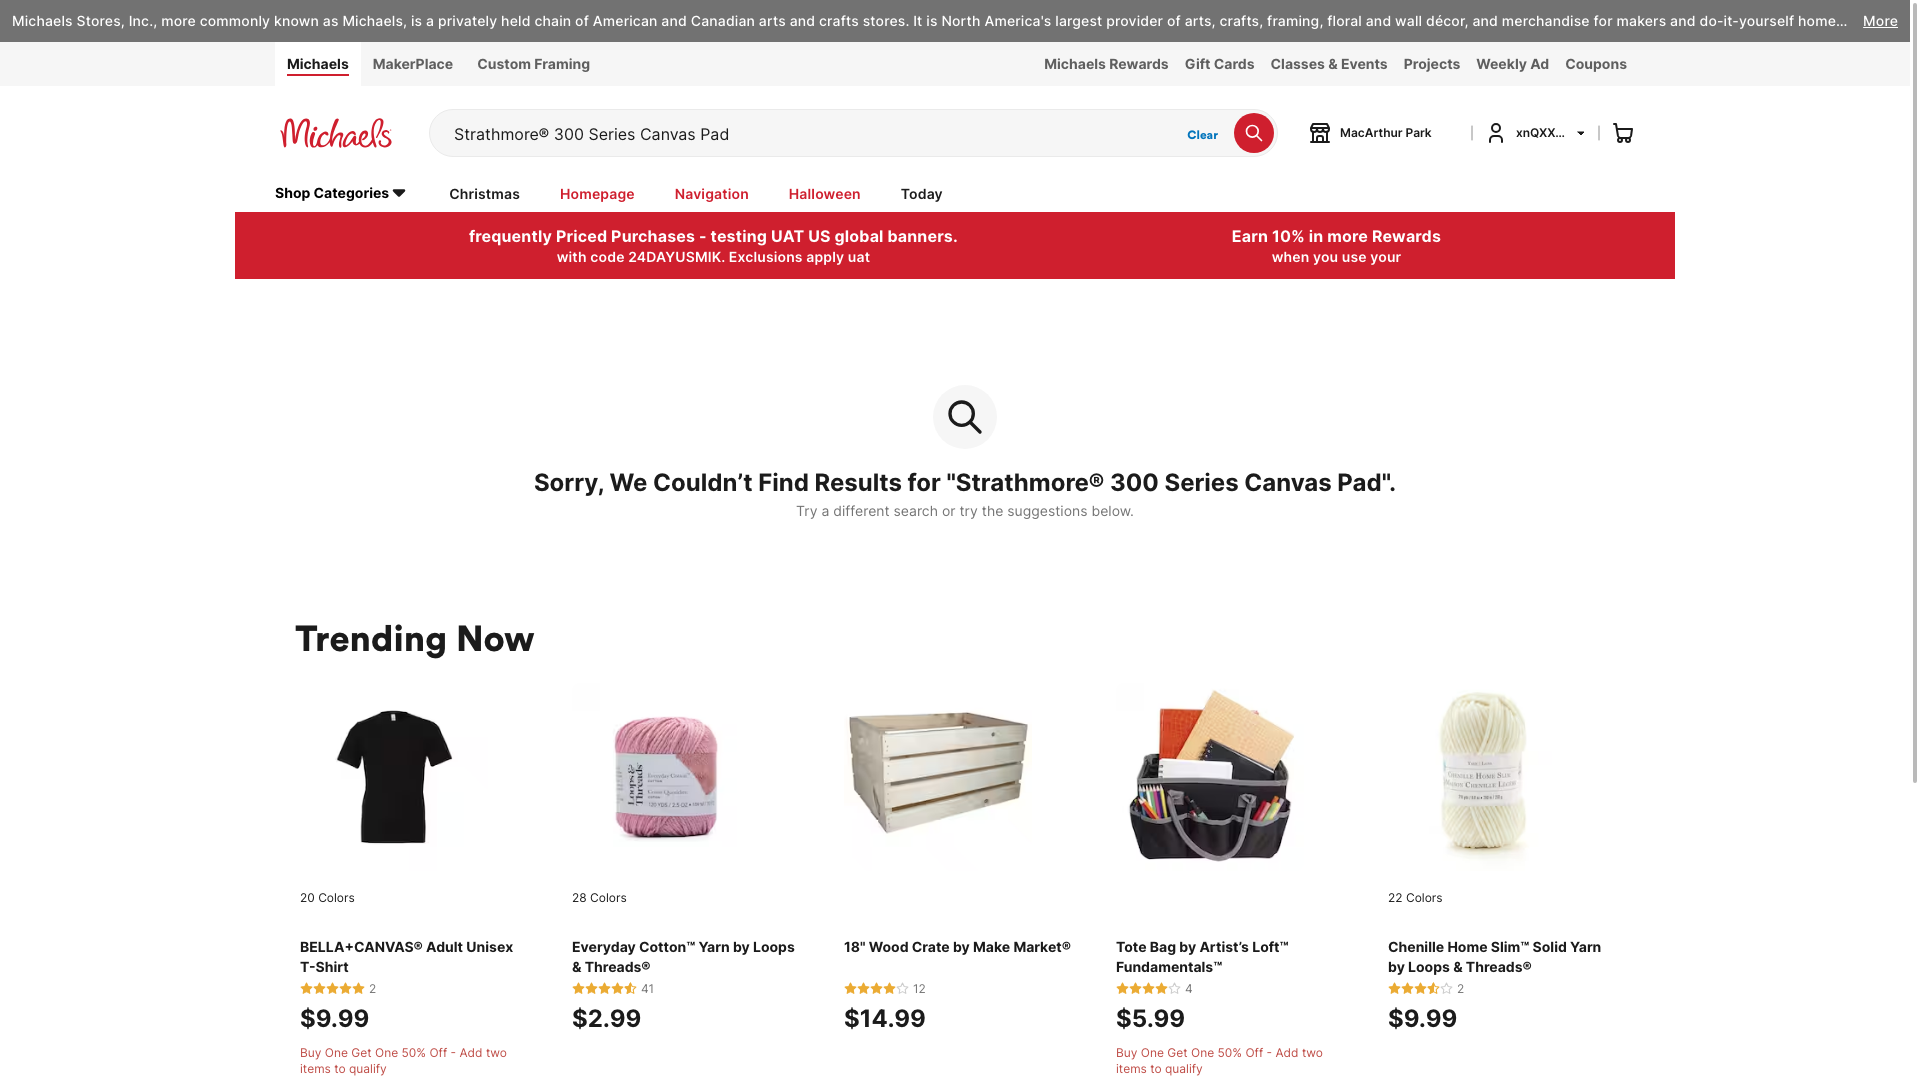 Michaels Stores, Inc., more commonly known as Michaels, is a privately held chain of American and Canadian arts and crafts stores. It is North America's largest provider of arts, crafts, framing, floral and wall décor, and merchandise for makers and do-it-yourself home... More
Michaels MakerPlace Custom Framing Michaels Rewards Gift Cards Classes & Events Projects Weekly Ad Coupons
Michaels Strathmore® 300 Series Canvas Pad Clear MacArthur Park xnQXX...
Shop Categories Christmas Homepage Navigation Halloween Today
frequently Priced Purchases - testing UAT US global banners.
with code 24DAYUSMIK. Exclusions apply uat
Earn 10% in more Rewards
when you use your
Sorry, We Couldn’t Find Results for "Strathmore® 300 Series Canvas Pad".
Try a different search or try the suggestions below.
Trending Now
Loops & Threads
CHENILLE HOME SLIM
20 Colors
BELLA+CANVAS® Adult Unisex
T-Shirt
2
$9.99
Buy One Get One 50% Off - Add two
items to qualify
28 Colors
Everyday Cotton™ Yarn by Loops
& Threads®
41
$2.99
18" Wood Crate by Make Market®
12
$14.99
Tote Bag by Artist’s Loft™
Fundamentals™
4
$5.99
Buy One Get One 50% Off - Add two
items to qualify
22 Colors
Chenille Home Slim™ Solid Yarn
by Loops & Threads®
2
$9.99